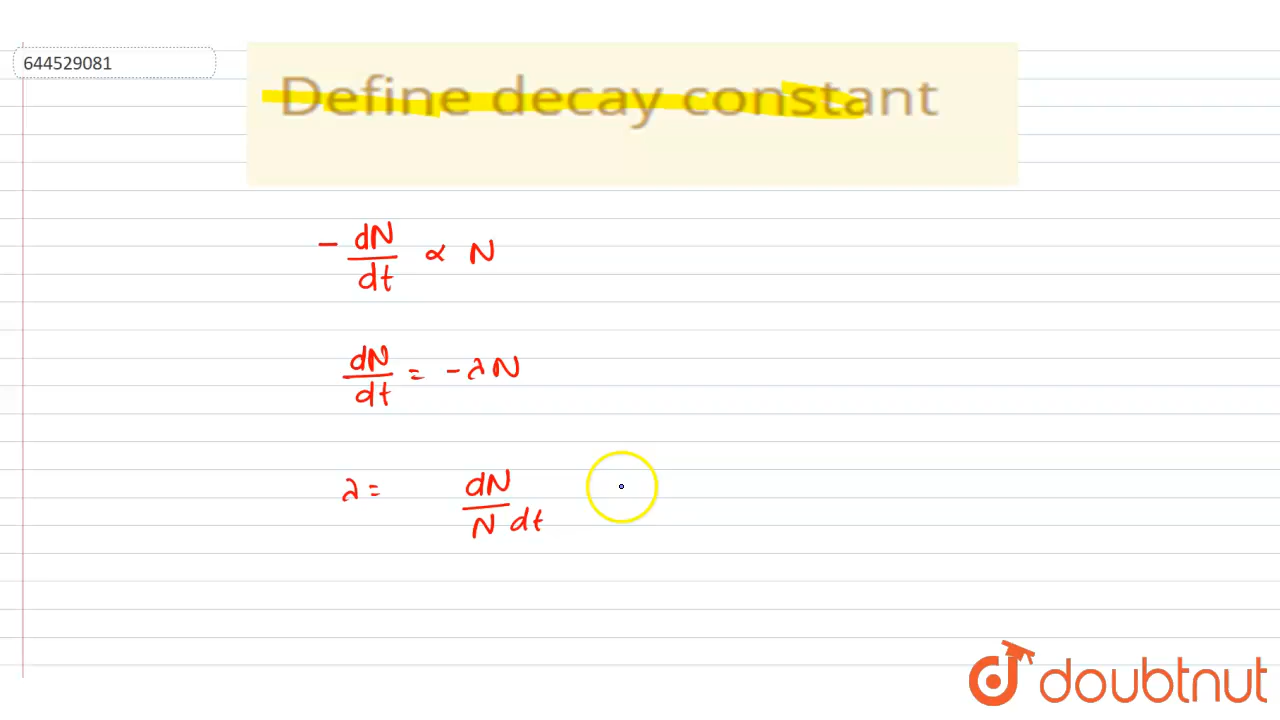 644529081
Define decay constant
- dN/dt ∝ N
dN/dt = -λN
λ = dN/N dt
doubtnut